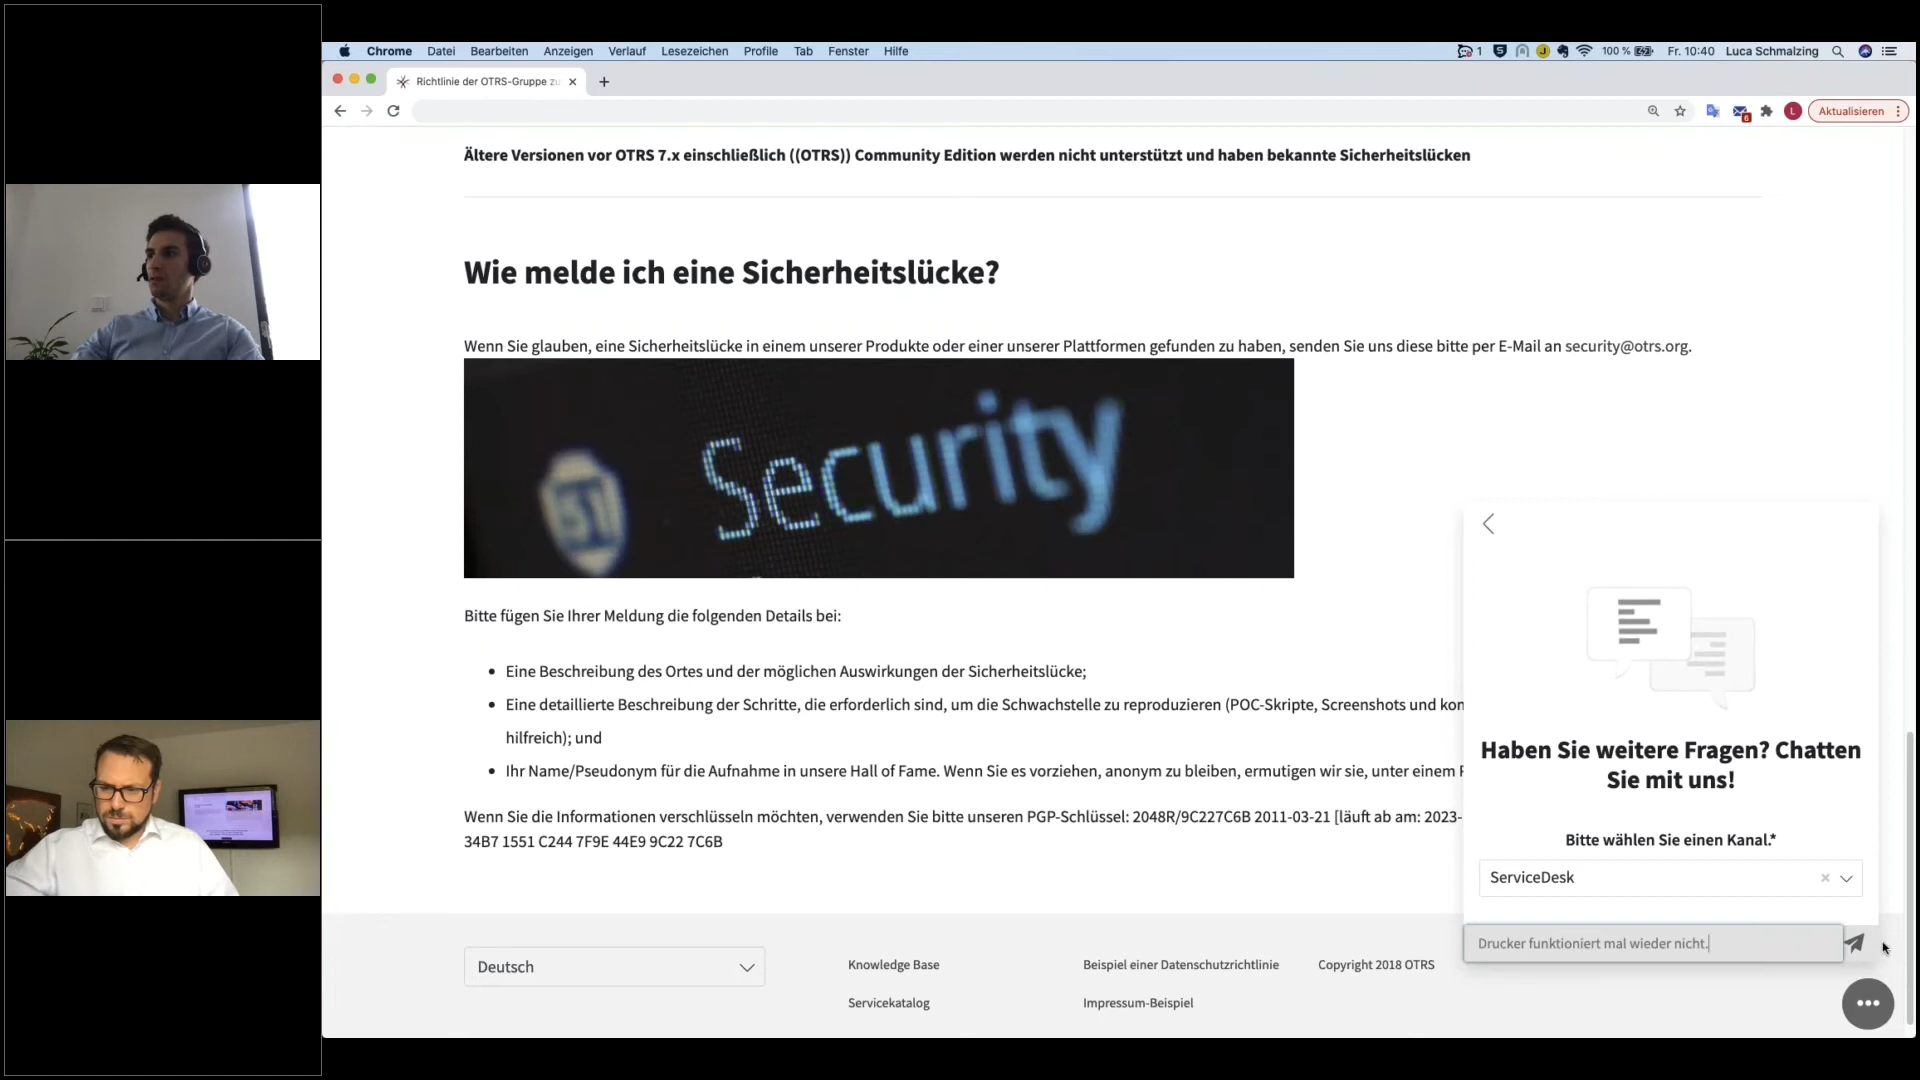 Chrome Datei Bearbeiten Anzeigen Verlauf Lesezeichen Profile Tab Fenster Hilfe
1 100 % Fr. 10:40 Luca Schmalzing
Richtlinie der OTRS-Gruppe zu
L Aktualisieren
6
Ältere Versionen vor OTRS 7.x einschließlich ((OTRS)) Community Edition werden nicht unterstützt und haben bekannte Sicherheitslücken
Wie melde ich eine Sicherheitslücke?
Wenn Sie glauben, eine Sicherheitslücke in einem unserer Produkte oder einer unserer Plattformen gefunden zu haben, senden Sie uns diese bitte per E-Mail an security@otrs.org.
Security
Bitte fügen Sie Ihrer Meldung die folgenden Details bei:
• Eine Beschreibung des Ortes und der möglichen Auswirkungen der Sicherheitslücke;
• Eine detaillierte Beschreibung der Schritte, die erforderlich sind, um die Schwachstelle zu reproduzieren (POC-Skripte, Screenshots und kon
hilfreich); und
• Ihr Name/Pseudonym für die Aufnahme in unsere Hall of Fame. Wenn Sie es vorziehen, anonym zu bleiben, ermutigen wir sie, unter einem P
Wenn Sie die Informationen verschlüsseln möchten, verwenden Sie bitte unseren PGP-Schlüssel: 2048R/9C227C6B 2011-03-21 [läuft ab am: 2023-
34B7 1551 C244 7F9E 44E9 9C22 7C6B
Haben Sie weitere Fragen? Chatten
Sie mit uns!
Bitte wählen Sie einen Kanal.*
ServiceDesk
Drucker funktioniert mal wieder nicht.
Deutsch
Knowledge Base
Beispiel einer Datenschutzrichtlinie
Copyright 2018 OTRS
Servicekatalog
Impressum-Beispiel